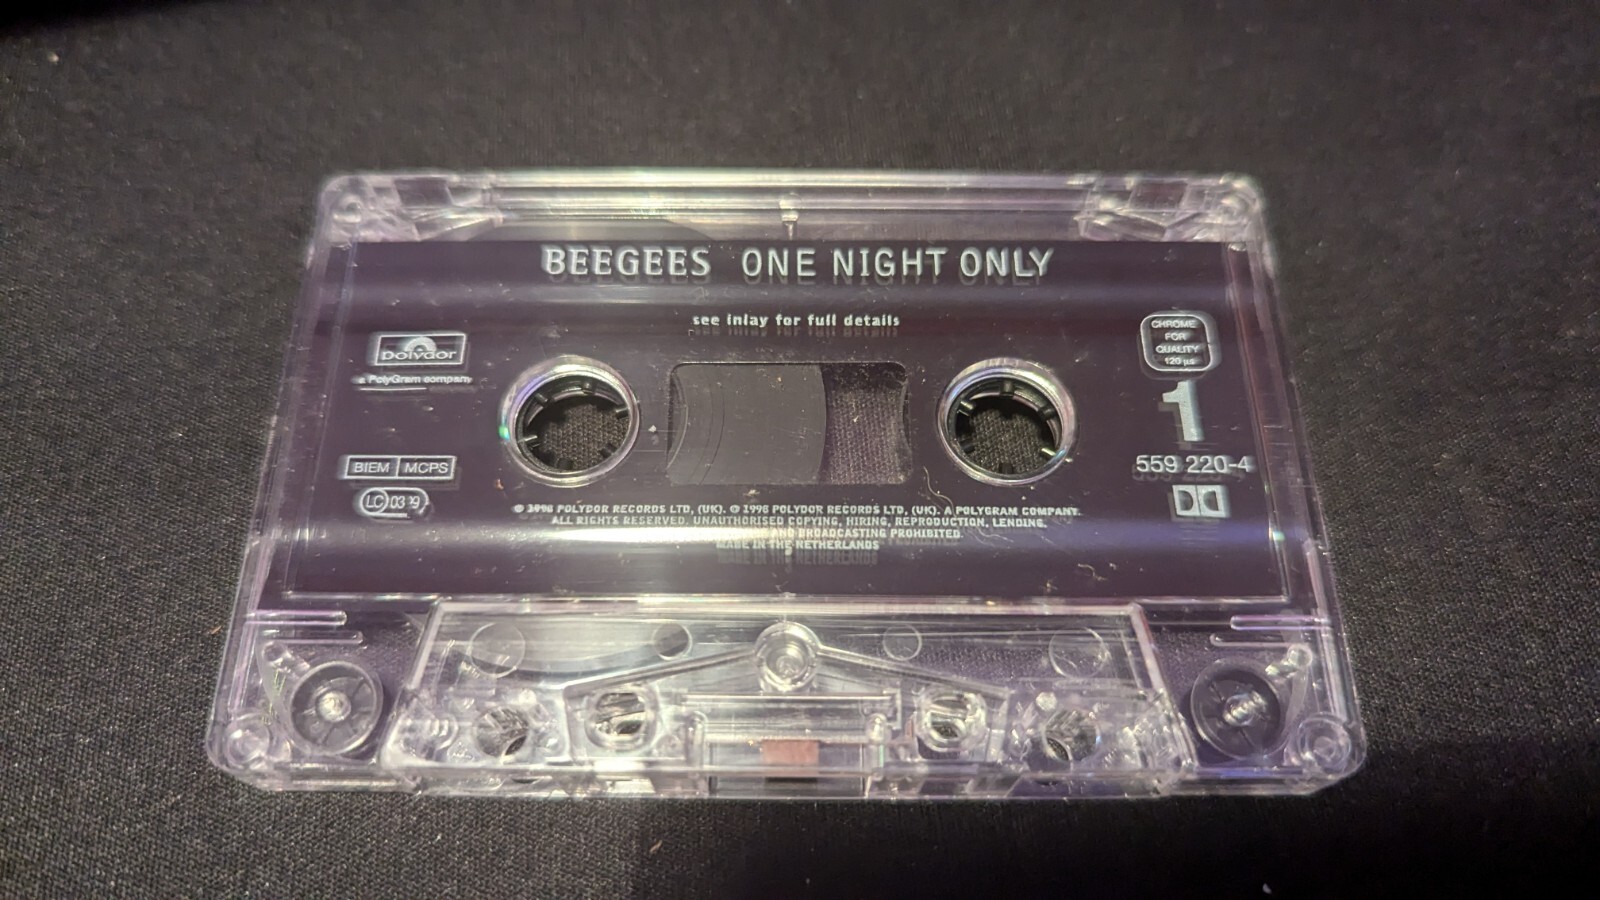 BEEGEES ONE NIGHT ONLY
see inlay for full details
polydor
a PolyGram company
CHROME
FOR
QUALITY
120 µs
1
BIEM MCPS
559 220-4
LC 0309
℗ 1998 POLYDOR RECORDS LTD, (UK). © 1998 POLYDOR RECORDS LTD, (UK). A POLYGRAM COMPANY.
ALL RIGHTS RESERVED. UNAUTHORISED COPYING, HIRING, REPRODUCTION, LENDING,
AND BROADCASTING PROHIBITED.
MADE IN THE NETHERLANDS